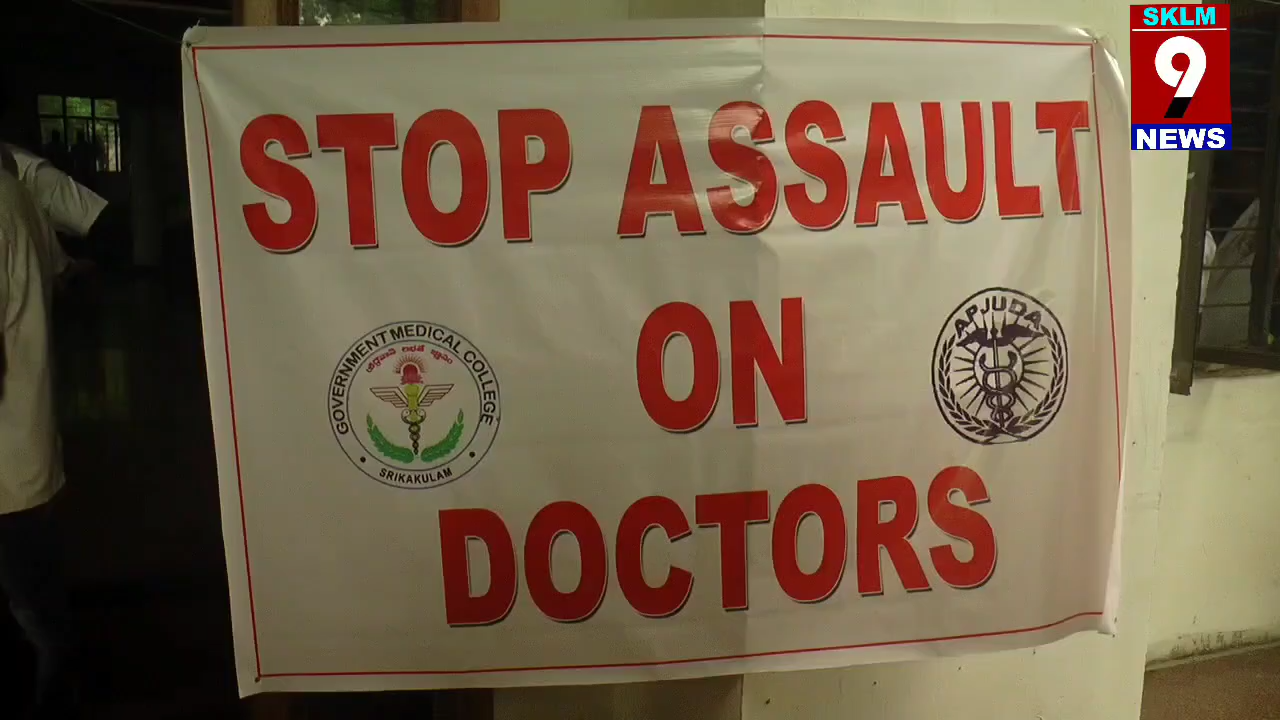 SKLM
9
NEWS
STOP ASSAULT
ON
DOCTORS
GOVERNMENT MEDICAL COLLEGE
SRIKAKULAM
APJUDA